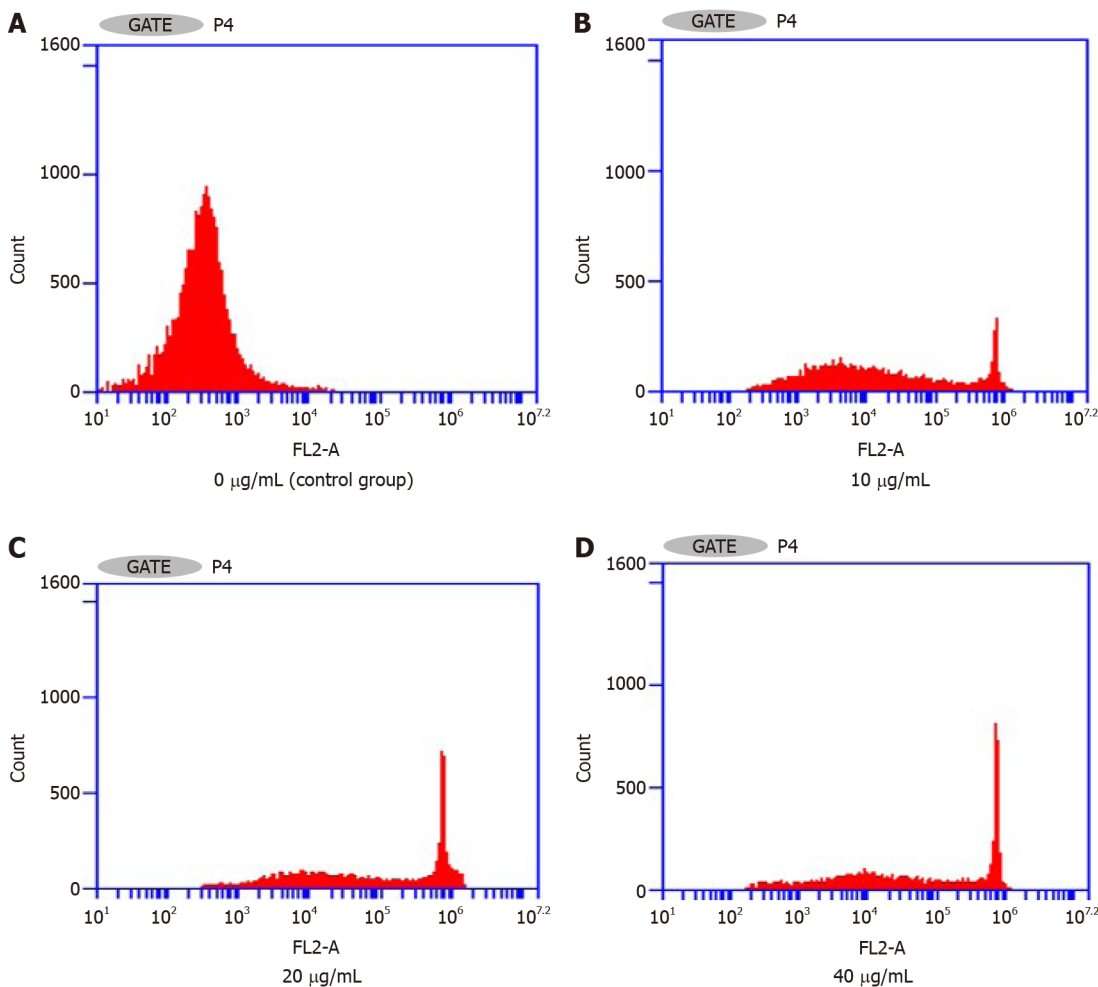 A GATE P4
1600
1000
500
0
Count
10^1 10^2 10^3 10^4 10^5 10^6 10^7.2
FL2-A
0 μg/mL (control group)
B GATE P4
1600
1000
500
0
Count
10^1 10^2 10^3 10^4 10^5 10^6 10^7.2
FL2-A
10 μg/mL
C GATE P4
1600
1000
500
0
Count
10^1 10^2 10^3 10^4 10^5 10^6 10^7.2
FL2-A
20 μg/mL
D GATE P4
1600
1000
500
0
Count
10^1 10^2 10^3 10^4 10^5 10^6 10^7.2
FL2-A
40 μg/mL